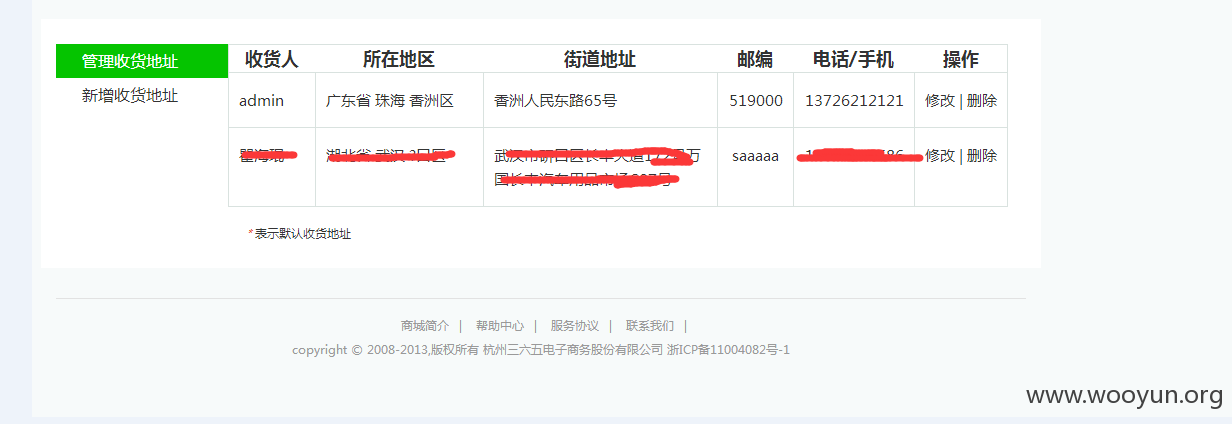 管理收货地址
新增收货地址
收货人 所在地区 街道地址 邮编 电话/手机 操作
admin 广东省 珠海 香洲区 香洲人民东路65号 519000 13726212121 修改 | 删除
saaaaa 修改 | 删除
*表示默认收货地址
商城简介 | 帮助中心 | 服务协议 | 联系我们 |
copyright © 2008-2013,版权所有 杭州三六五电子商务股份有限公司 浙ICP备11004082号-1
www.wooyun.org